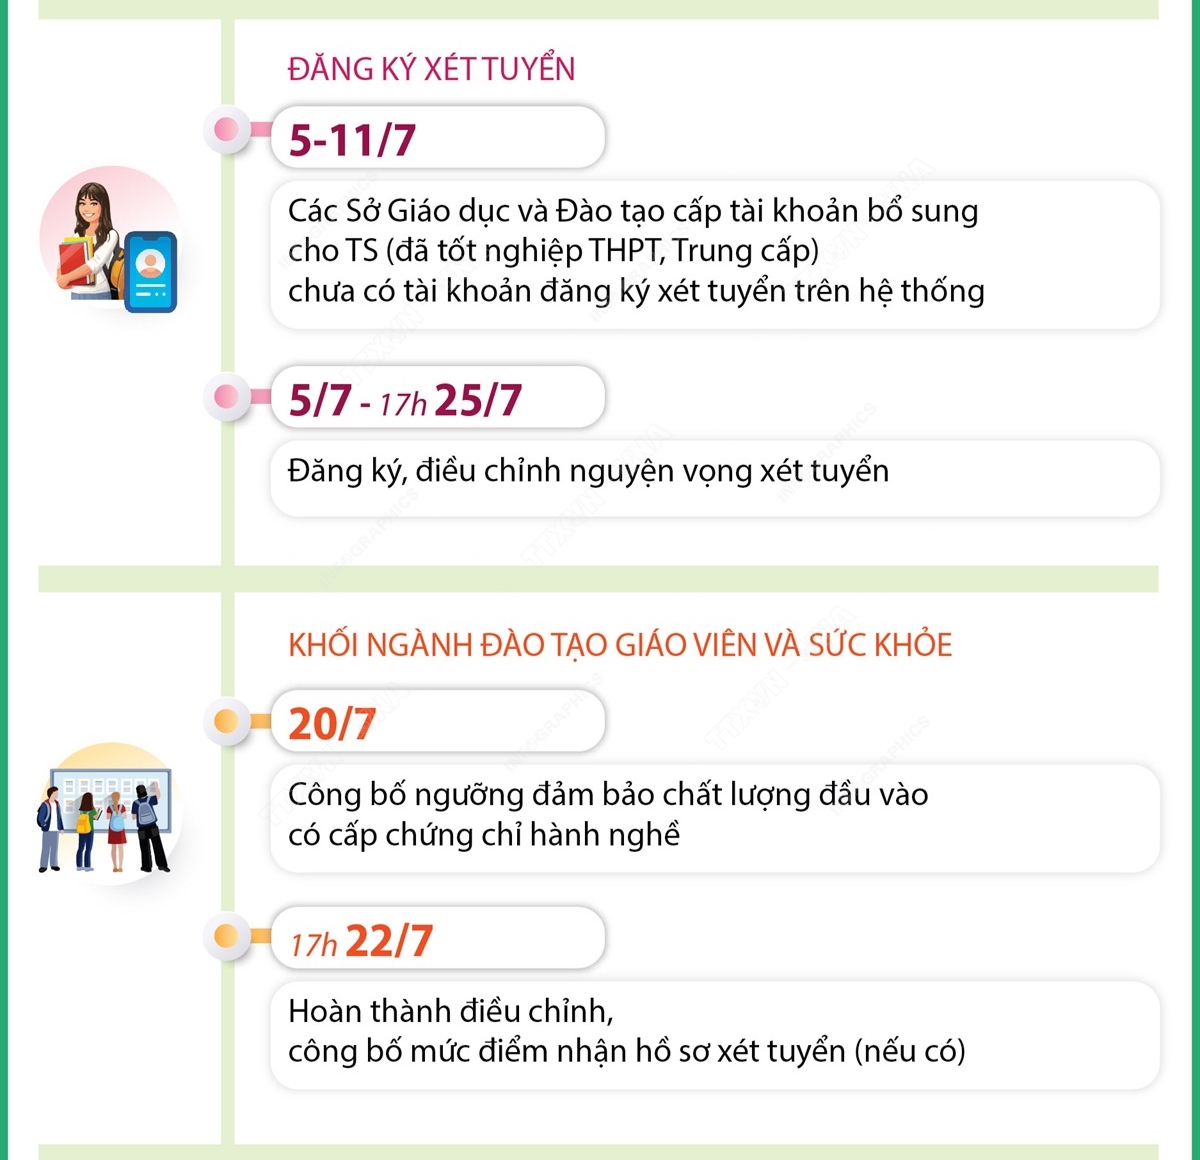 ĐĂNG KÝ XÉT TUYỂN
5-11/7
Các Sở Giáo dục và Đào tạo cấp tài khoản bổ sung
cho TS (đã tốt nghiệp THPT, Trung cấp)
chưa có tài khoản đăng ký xét tuyển trên hệ thống
5/7 - 17h 25/7
Đăng ký, điều chỉnh nguyện vọng xét tuyển
KHỐI NGÀNH ĐÀO TẠO GIÁO VIÊN VÀ SỨC KHỎE
20/7
Công bố ngưỡng đảm bảo chất lượng đầu vào
có cấp chứng chỉ hành nghề
17h 22/7
Hoàn thành điều chỉnh,
công bố mức điểm nhận hồ sơ xét tuyển (nếu có)